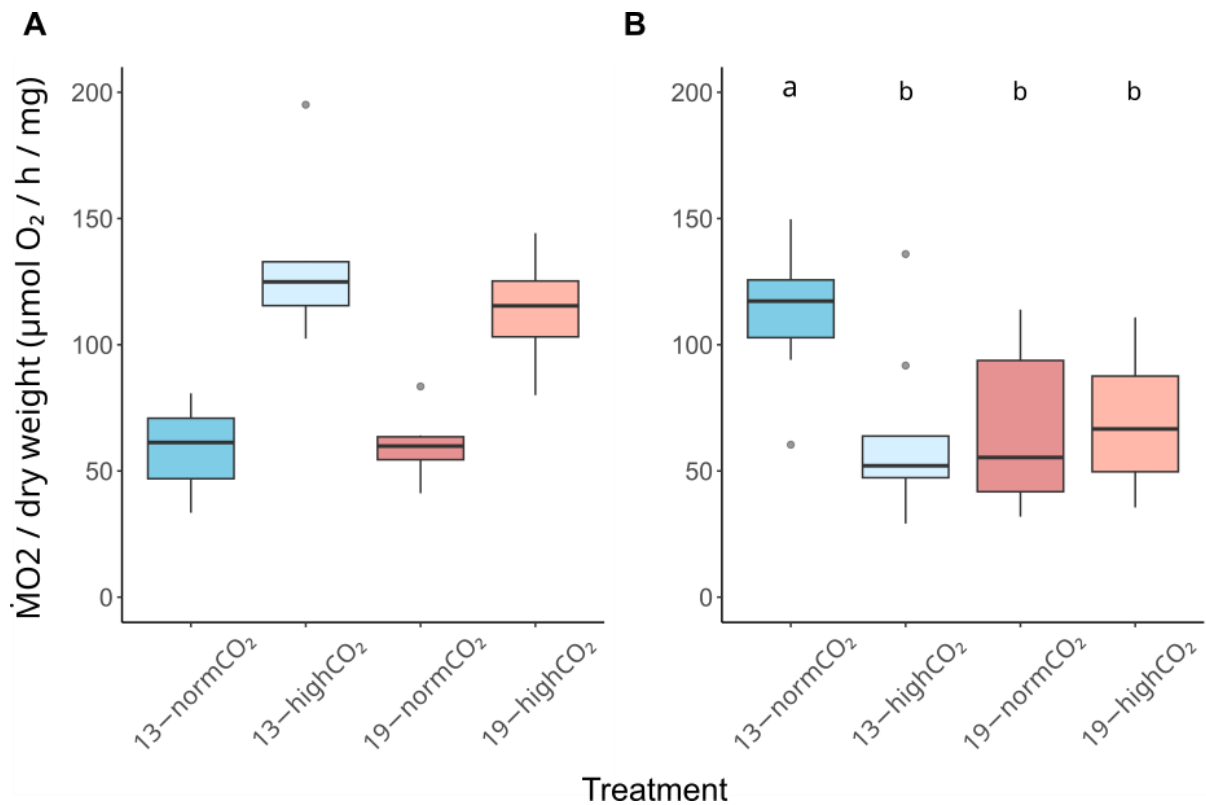 A
B
ṀO2 / dry weight (µmol O₂ / h / mg)
200
150
100
50
0
13−normCO₂
13−highCO₂
19−normCO₂
19−highCO₂
a b b b
200
150
100
50
0
13−normCO₂
13−highCO₂
19−normCO₂
19−highCO₂
Treatment